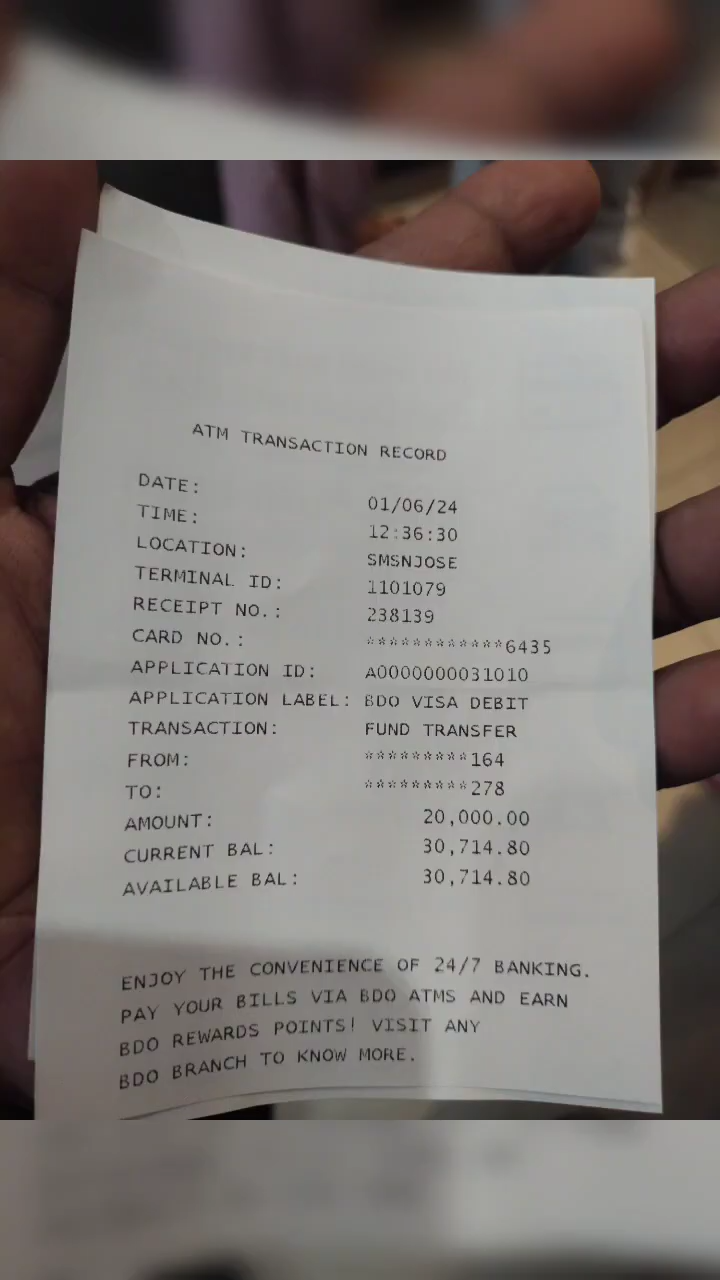 ATM TRANSACTION RECORD
DATE: 01/06/24
TIME: 12:36:30
LOCATION: SMSNJOSE
TERMINAL ID: 1101079
RECEIPT NO.: 238139
CARD NO.: ************6435
APPLICATION ID: A0000000031010
APPLICATION LABEL: BDO VISA DEBIT
TRANSACTION: FUND TRANSFER
FROM: *********164
TO: *********278
AMOUNT: 20,000.00
CURRENT BAL: 30,714.80
AVAILABLE BAL: 30,714.80
ENJOY THE CONVENIENCE OF 24/7 BANKING.
PAY YOUR BILLS VIA BDO ATMS AND EARN
BDO REWARDS POINTS! VISIT ANY
BDO BRANCH TO KNOW MORE.